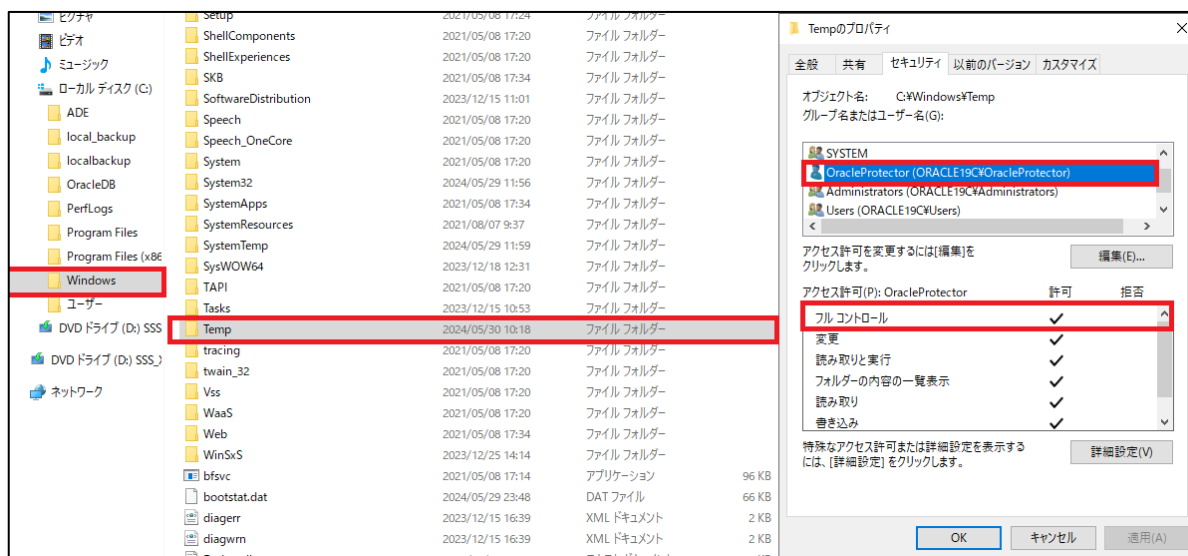 ピクチャ
ビデオ
ミュージック
ローカル ディスク (C:)
ADE
local_backup
localbackup
OracleDB
PerfLogs
Program Files
Program Files (x86
Windows
ユーザー
DVD ドライブ (D:) SSS
DVD ドライブ (D:) SSS_X
ネットワーク
Setup 2021/05/08 17:24 ファイル フォルダー
ShellComponents 2021/05/08 17:20 ファイル フォルダー
ShellExperiences 2021/05/08 17:20 ファイル フォルダー
SKB 2021/05/08 17:34 ファイル フォルダー
SoftwareDistribution 2023/12/15 11:01 ファイル フォルダー
Speech 2021/05/08 17:20 ファイル フォルダー
Speech_OneCore 2021/05/08 17:20 ファイル フォルダー
System 2021/05/08 17:20 ファイル フォルダー
System32 2024/05/29 11:56 ファイル フォルダー
SystemApps 2021/05/08 17:34 ファイル フォルダー
SystemResources 2021/08/07 9:37 ファイル フォルダー
SystemTemp 2024/05/29 11:59 ファイル フォルダー
SysWOW64 2023/12/18 12:31 ファイル フォルダー
TAPI 2021/05/08 17:20 ファイル フォルダー
Tasks 2023/12/15 10:53 ファイル フォルダー
Temp 2024/05/30 10:18 ファイル フォルダー
tracing 2021/05/08 17:20 ファイル フォルダー
twain_32 2021/05/08 17:20 ファイル フォルダー
Vss 2021/05/08 17:20 ファイル フォルダー
WaaS 2021/05/08 17:20 ファイル フォルダー
Web 2021/05/08 17:34 ファイル フォルダー
WinSxS 2023/12/25 14:14 ファイル フォルダー
bfsvc 2021/05/08 17:14 アプリケーション 96 KB
bootstat.dat 2024/05/29 23:48 DAT ファイル 66 KB
diagerr 2023/12/15 16:39 XML ドキュメント 2 KB
diagwrn 2023/12/15 16:39 XML ドキュメント 2 KB
Tempのプロパティ
全般 共有 セキュリティ 以前のバージョン カスタマイズ
オブジェクト名: C:¥Windows¥Temp
グループ名またはユーザー名(G):
SYSTEM
OracleProtector (ORACLE19C¥OracleProtector)
Administrators (ORACLE19C¥Administrators)
Users (ORACLE19C¥Users)
アクセス許可を変更するには[編集]を
クリックします。
編集(E)...
アクセス許可(P): OracleProtector 許可 拒否
フル コントロール
変更
読み取りと実行
フォルダーの内容の一覧表示
読み取り
書き込み
特殊なアクセス許可または詳細設定を表示する
には、[詳細設定] をクリックします。
詳細設定(V)
OK キャンセル 適用(A)